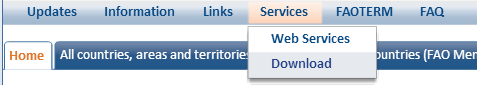 Updates Information Links Services FAOTERM FAQ
Web Services
Home All countries, areas and territories ountries (FAO Mem
Download